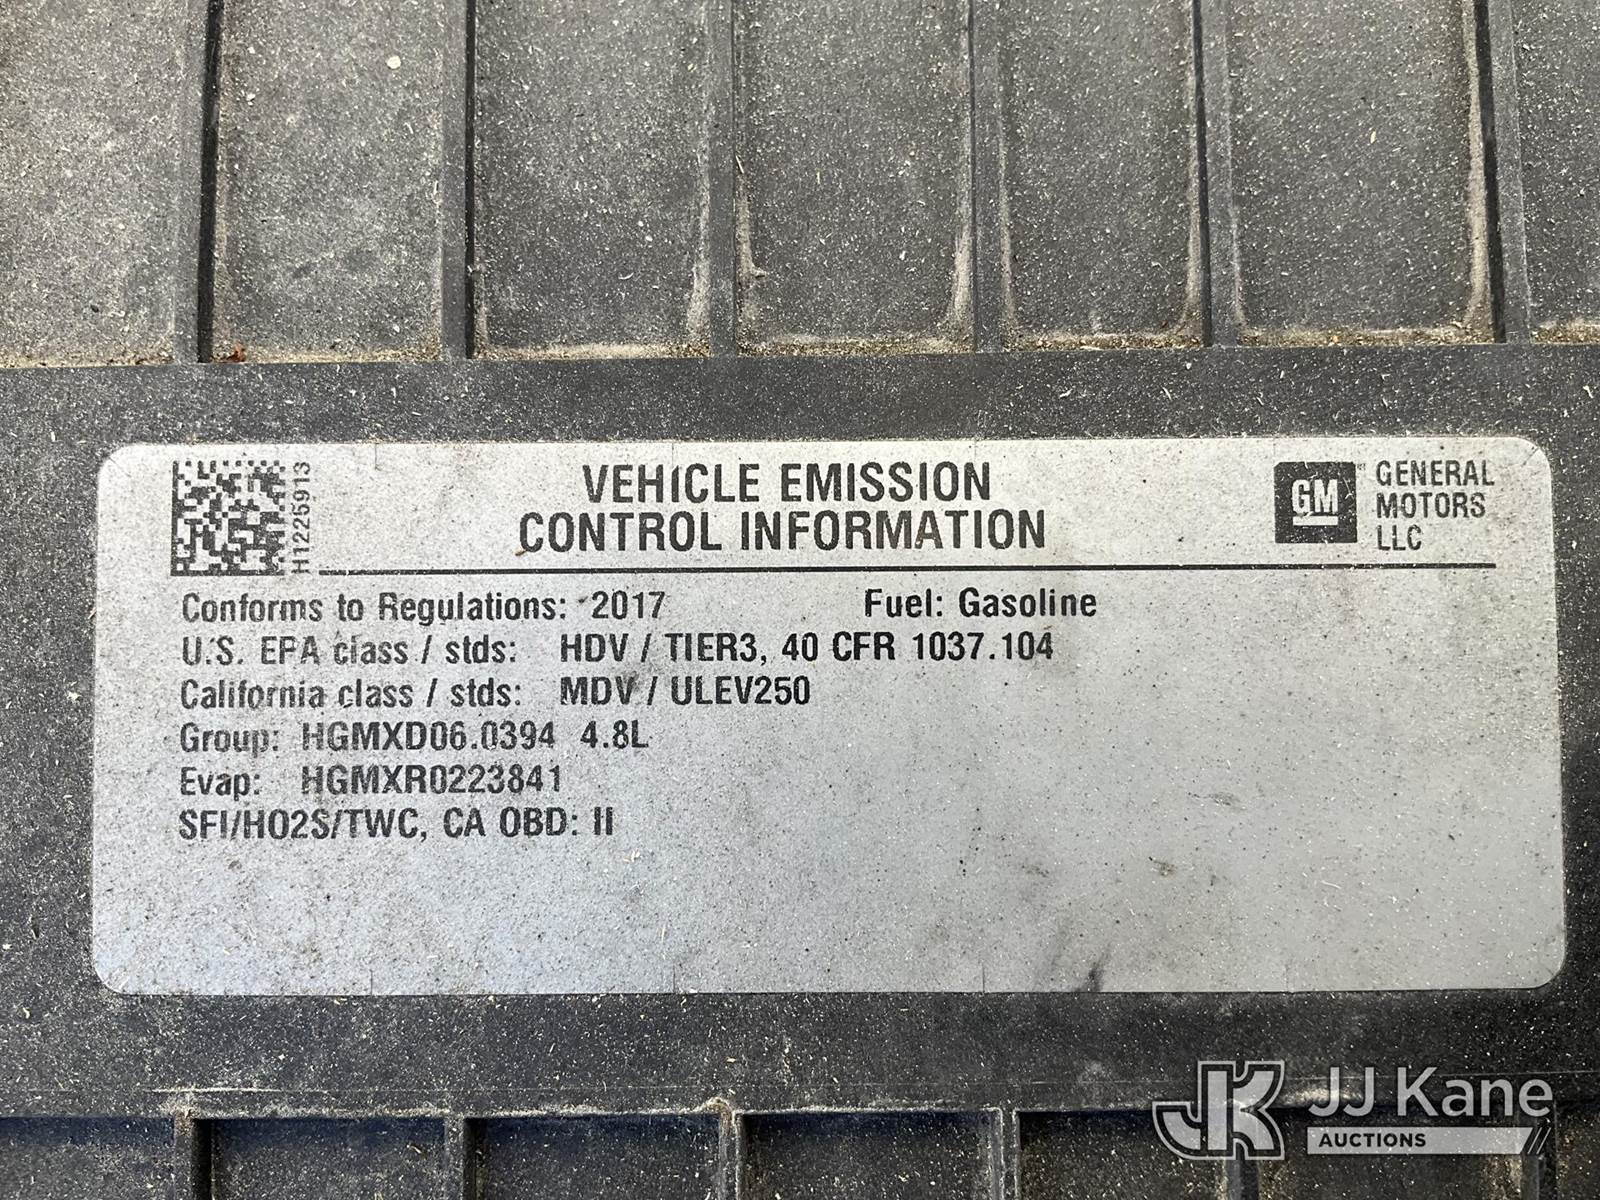 H1225913
VEHICLE EMISSION
CONTROL INFORMATION
GM
GENERAL
MOTORS
LLC
Conforms to Regulations: 2017 Fuel: Gasoline
U.S. EPA class / stds: HDV / TIER3, 40 CFR 1037.104
California class / stds: MDV / ULEV250
Group: HGMXD06.0394 4.8L
Evap: HGMXR0223841
SFI/HO2S/TWC, CA OBD: II
JK JJ Kane
AUCTIONS